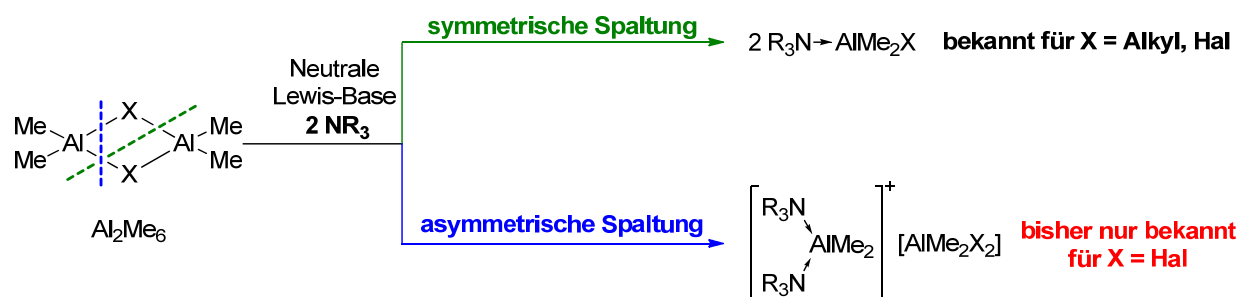 symmetrische Spaltung
2 R₃N→AlMe₂X bekannt für X = Alkyl, Hal
Neutrale
Lewis-Base
2 NR₃
Me X Me
Al Al
Me X Me
Al₂Me₆
asymmetrische Spaltung
R₃N +
AlMe₂ [AlMe₂X₂]
R₃N
bisher nur bekannt
für X = Hal